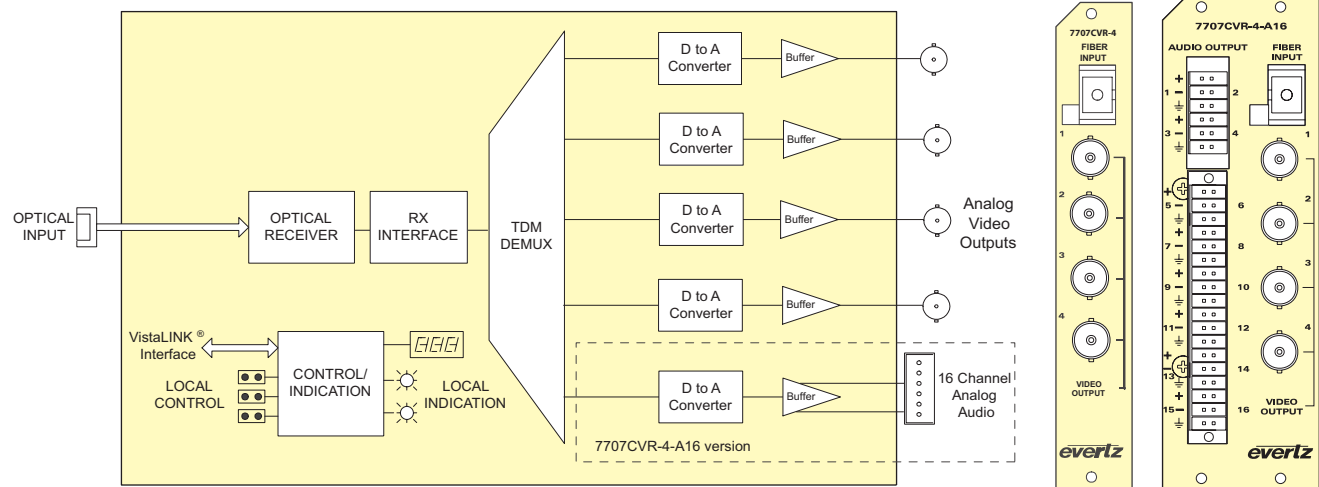 OPTICAL
INPUT
OPTICAL
RECEIVER
RX
INTERFACE
TDM
DEMUX
D to A
Converter
Buffer
D to A
Converter
Buffer
D to A
Converter
Buffer
D to A
Converter
Buffer
Analog
Video
Outputs
VistaLINK ®
Interface
LOCAL
CONTROL
CONTROL/
INDICATION
LOCAL
INDICATION
D to A
Converter
Buffer
16 Channel
Analog
Audio
7707CVR-4-A16 version
7707CVR-4
FIBER
INPUT
1
2
3
4
VIDEO
OUTPUT
evertz
7707CVR-4-A16
AUDIO OUTPUT
FIBER
INPUT
+
1 − 2
+
3 − 4
+
5 − 6
+
7 − 8
+
9 − 10
+
11 − 12
+
13 − 14
+
15 − 16
1
2
3
4
VIDEO
OUTPUT
evertz